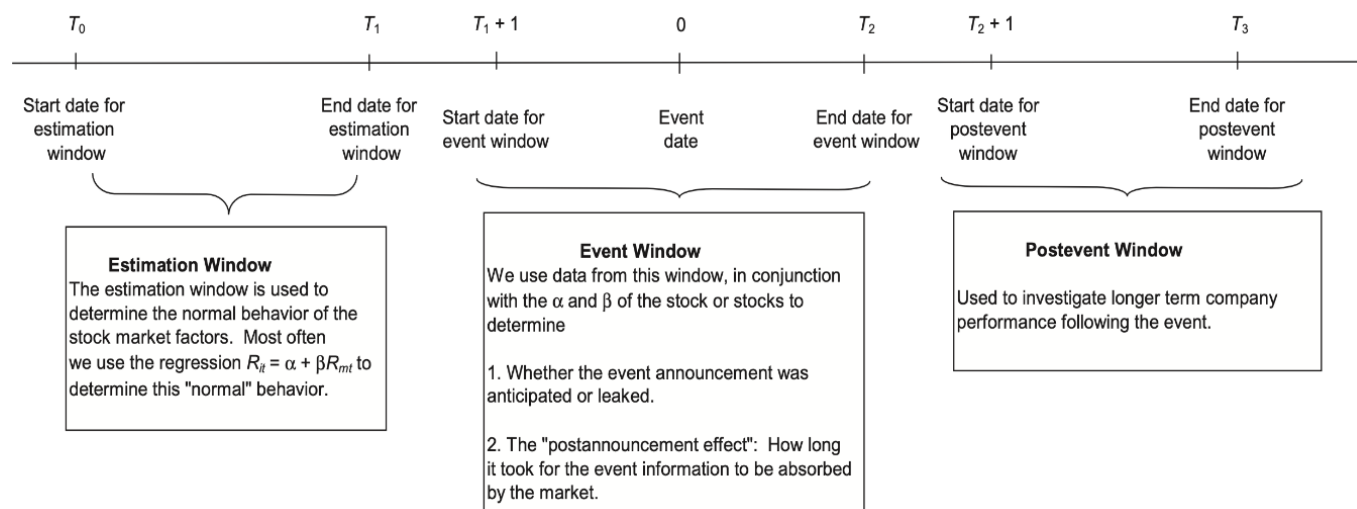 T0 T1 T1 + 1 0 T2 T2 + 1 T3
Start date for
estimation
window
End date for
estimation
window
Start date for
event window
Event
date
End date for
event window
Start date for
postevent
window
End date for
postevent
window
Estimation Window
The estimation window is used to
determine the normal behavior of the
stock market factors. Most often
we use the regression Rit = α + βRmt to
determine this "normal" behavior.
Event Window
We use data from this window, in conjunction
with the α and β of the stock or stocks to
determine
1. Whether the event announcement was
anticipated or leaked.
2. The "postannouncement effect": How long
it took for the event information to be absorbed
by the market.
Postevent Window
Used to investigate longer term company
performance following the event.